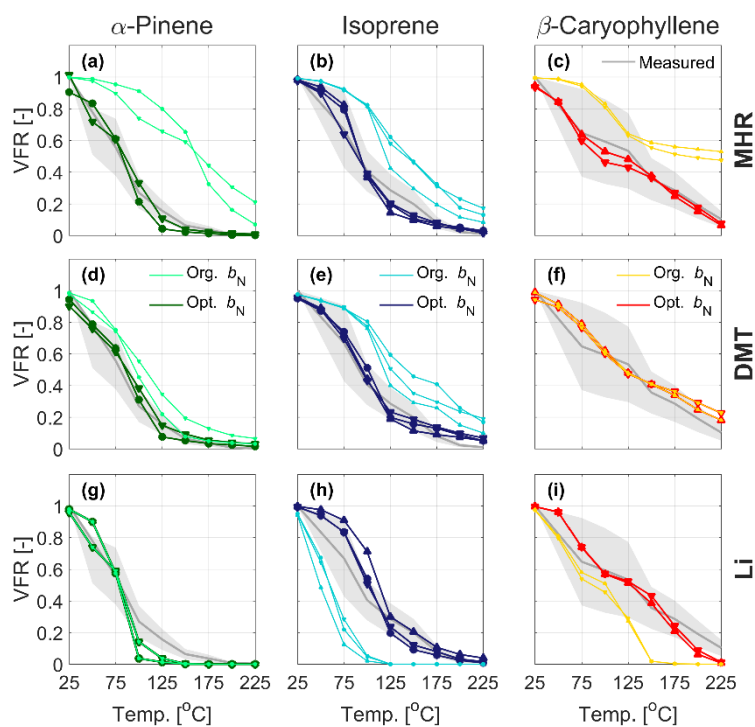 α-Pinene Isoprene β-Caryophyllene
(a) (b) (c) Measured
1
0.8
0.6
0.4
0.2
0
VFR [-]
MHR
(d) Org. bN (e) Org. bN (f) Org. bN
Opt. bN Opt. bN Opt. bN
1
0.8
0.6
0.4
0.2
0
VFR [-]
DMT
(g) (h) (i)
1
0.8
0.6
0.4
0.2
0
VFR [-]
Li
25 75 125 175 225 25 75 125 175 225 25 75 125 175 225
Temp. [°C] Temp. [°C] Temp. [°C]